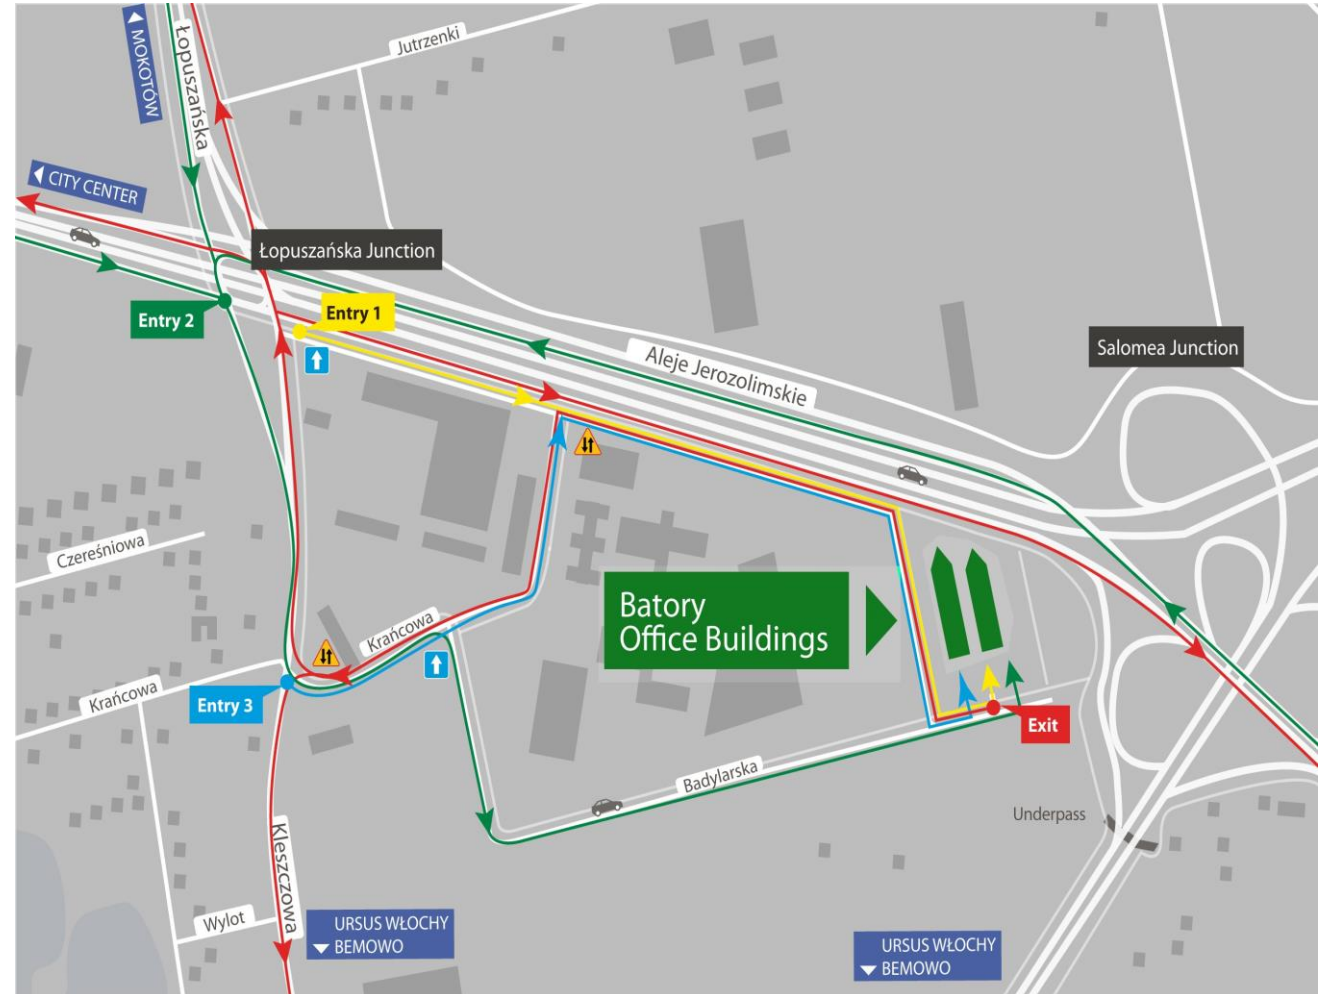 MOKOTÓW
Łopuszańska
Jutrzenki
CITY CENTER
Łopuszańska Junction
Entry 2
Entry 1
Aleje Jerozolimskie
Salomea Junction
Czereśniowa
Batory
Office Buildings
Krańcowa
Krańcowa
Entry 3
Exit
Badylarska
Underpass
Kleszczowa
Wylot
URSUS WŁOCHY
BEMOWO
URSUS WŁOCHY
BEMOWO